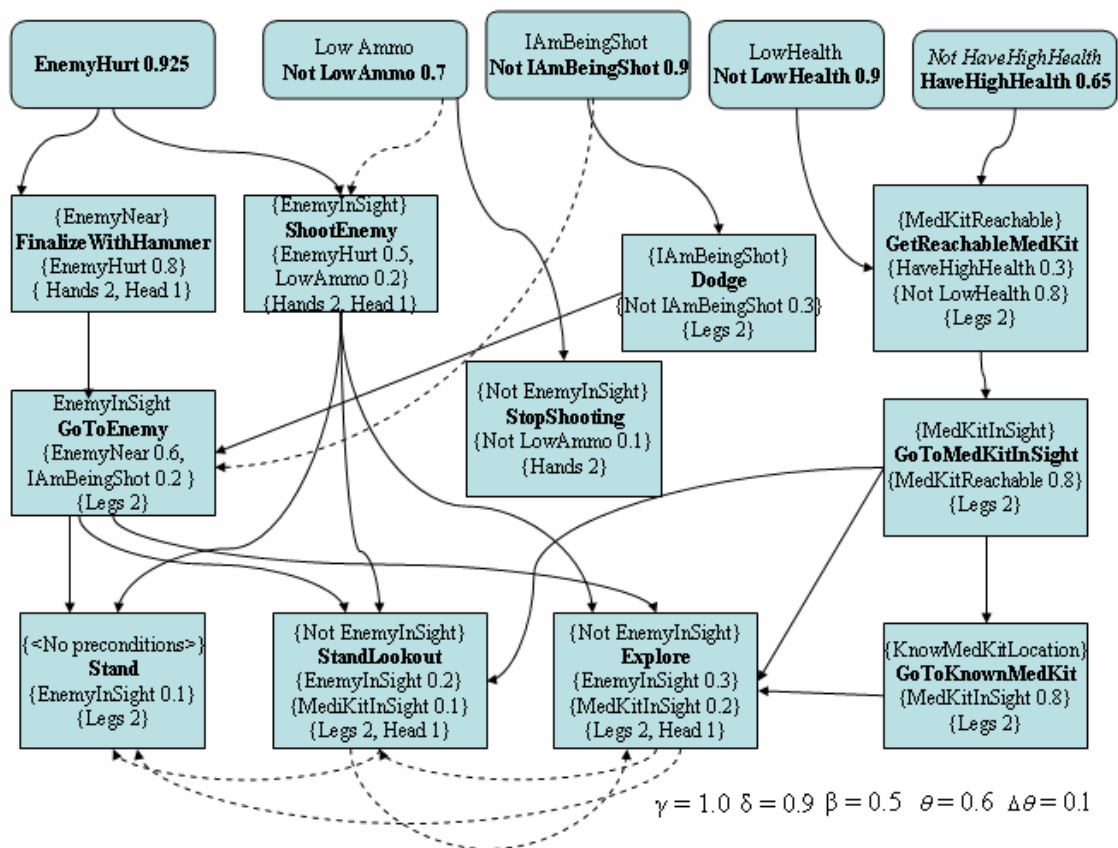 EnemyHurt 0.925
Low Ammo
Not LowAmmo 0.7
IAmBeingShot
Not IAmBeingShot 0.9
LowHealth
Not LowHealth 0.9
Not HaveHighHealth
HaveHighHealth 0.65
{EnemyNear}
FinalizeWithHammer
{EnemyHurt 0.8}
{ Hands 2, Head 1}
{EnemyInSight}
ShootEnemy
{EnemyHurt 0.5,
LowAmmo 0.2}
{Hands 2, Head 1}
{IAmBeingShot}
Dodge
{Not IAmBeingShot 0.3}
{Legs 2}
{MedKitReachable}
GetReachableMedKit
{HaveHighHealth 0.3}
{Not LowHealth 0.8}
{Legs 2}
EnemyInSight
GoToEnemy
{EnemyNear 0.6,
IAmBeingShot 0.2 }
{Legs 2}
{Not EnemyInSight}
StopShooting
{Not LowAmmo 0.1}
{Hands 2}
{MedKitInSight}
GoToMedKitInSight
{MedKitReachable 0.8}
{Legs 2}
{<No preconditions>}
Stand
{EnemyInSight 0.1}
{Legs 2}
{Not EnemyInSight}
StandLookout
{EnemyInSight 0.2}
{MediKitInSight 0.1}
{Legs 2, Head 1}
{Not EnemyInSight}
Explore
{EnemyInSight 0.3}
{MedKitInSight 0.2}
{Legs 2, Head 1}
{KnowMedKitLocation}
GoToKnownMedKit
{MedKitInSight 0.8}
{Legs 2}
γ = 1.0 δ = 0.9 β = 0.5 θ = 0.6 Δθ = 0.1